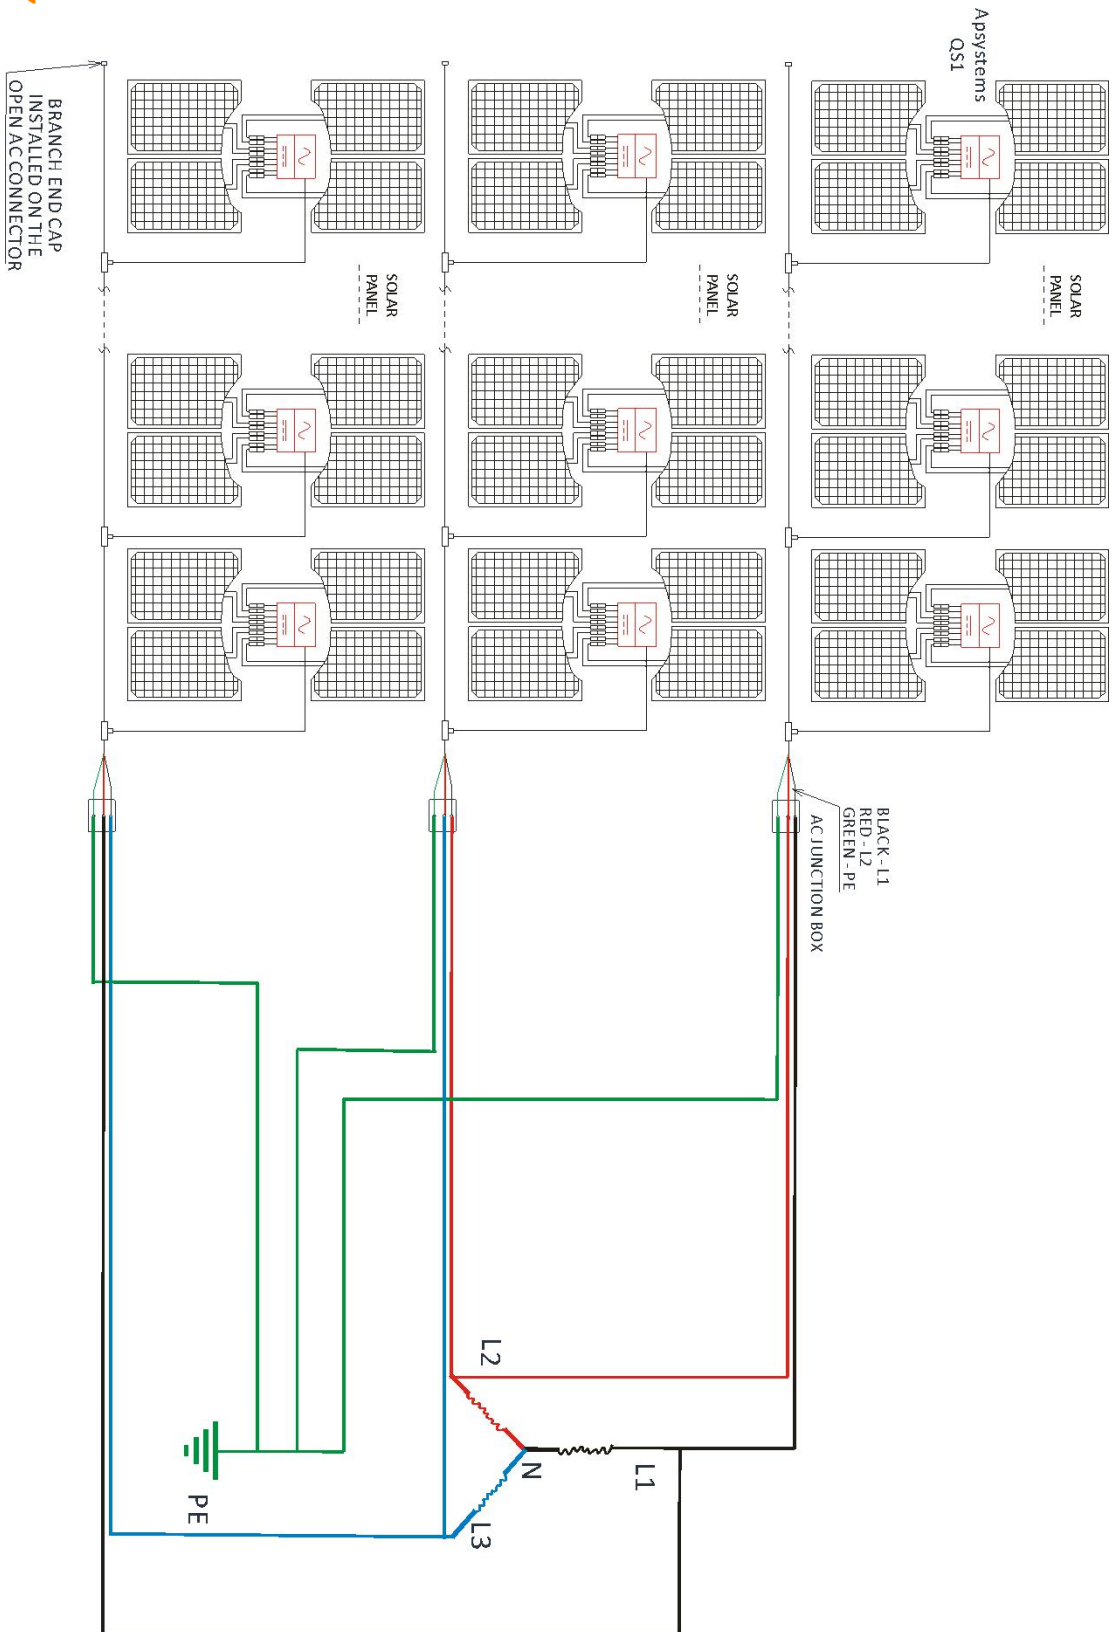 Apsystems
QS1
SOLAR
PANEL
SOLAR
PANEL
SOLAR
PANEL
BRANCH END CAP
INSTALLED ON THE
OPEN AC CONNECTOR
BLACK - L1
RED - L2
GREEN - PE
AC JUNCTION BOX
L1
L2
N
L3
PE